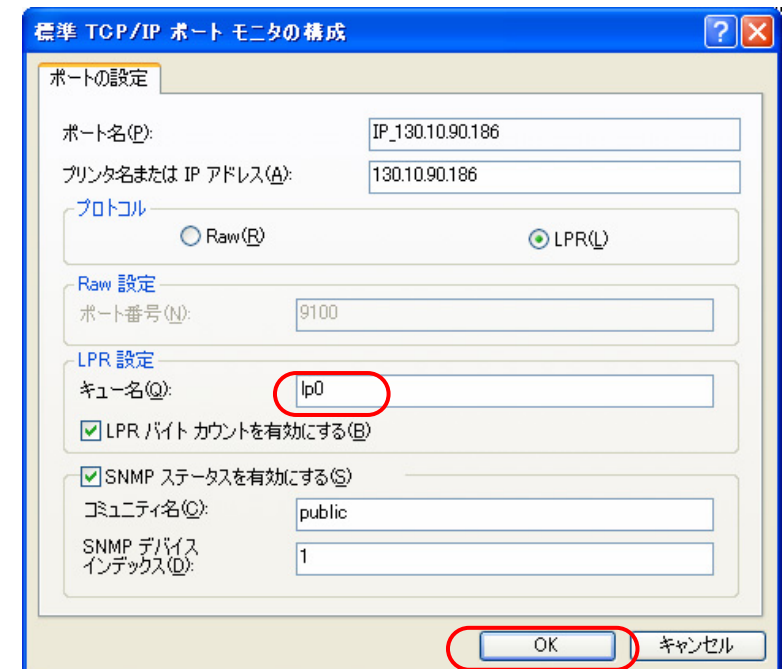 標準 TCP/IP ポート モニタの構成
ポートの設定
ポート名(P): IP_130.10.90.186
プリンタ名または IP アドレス(A): 130.10.90.186
プロトコル
Raw(R) LPR(L)
Raw 設定
ポート番号(N): 9100
LPR 設定
キュー名(Q): lp0
LPR バイト カウントを有効にする(B)
SNMP ステータスを有効にする(S)
コミュニティ名(C): public
SNMP デバイス
インデックス(D): 1
OK キャンセル